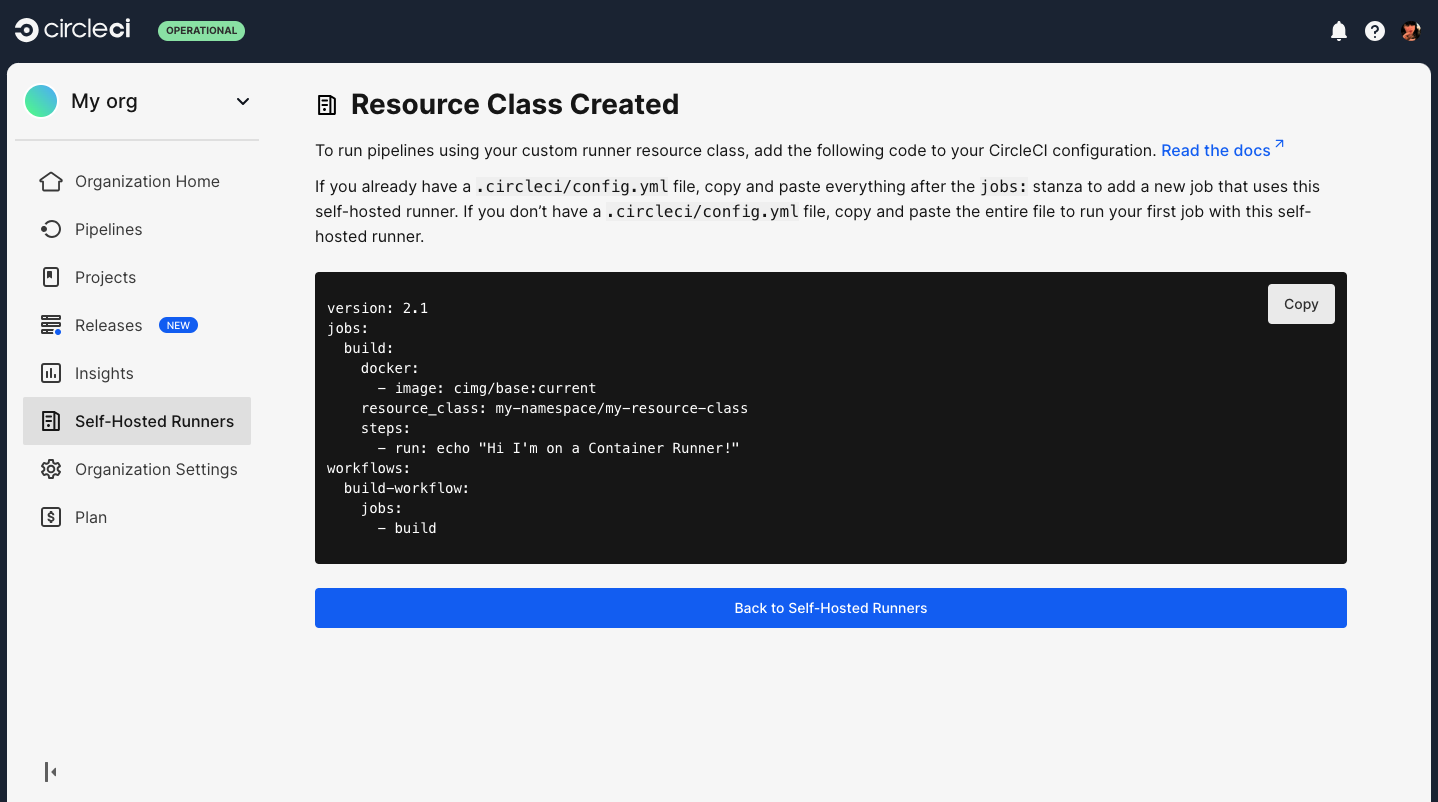 circleci
OPERATIONAL
My org
Organization Home
Pipelines
Projects
Releases NEW
Insights
Self-Hosted Runners
Organization Settings
Plan
Resource Class Created
To run pipelines using your custom runner resource class, add the following code to your CircleCI configuration. Read the docs
If you already have a .circleci/config.yml file, copy and paste everything after the jobs: stanza to add a new job that uses this
self-hosted runner. If you don’t have a .circleci/config.yml file, copy and paste the entire file to run your first job with this self-
hosted runner.
Copy
version: 2.1
jobs:
  build:
    docker:
      - image: cimg/base:current
    resource_class: my-namespace/my-resource-class
    steps:
      - run: echo "Hi I'm on a Container Runner!"
workflows:
  build-workflow:
    jobs:
      - build
Back to Self-Hosted Runners